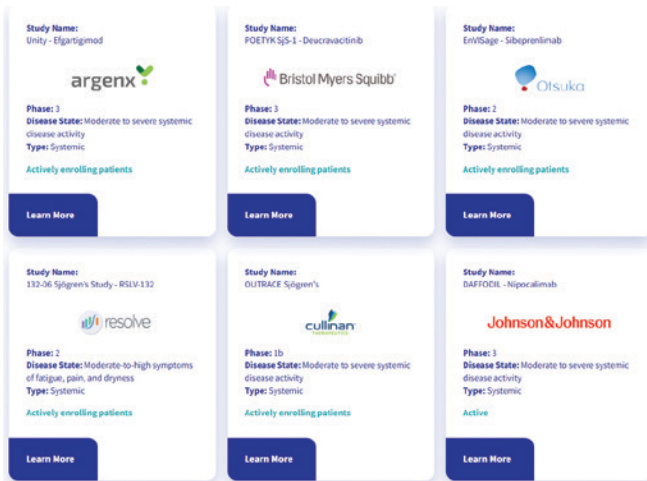 Study Name:
Unity - Efgartigimod
argenx
Phase: 3
Disease State: Moderate to severe systemic
disease activity
Type: Systemic
Actively enrolling patients
Learn More
Study Name:
POETYK SjS-1 - Deucravacitinib
Bristol Myers Squibb
Phase: 3
Disease State: Moderate to severe systemic
disease activity
Type: Systemic
Actively enrolling patients
Learn More
Study Name:
EnVISage - Sibeprenlimab
Otsuka
Phase: 2
Disease State: Moderate to severe systemic
disease activity
Type: Systemic
Actively enrolling patients
Learn More
Study Name:
132-06 Sjögren's Study - RSLV-132
resolve
Phase: 2
Disease State: Moderate-to-high symptoms
of fatigue, pain, and dryness
Type: Systemic
Actively enrolling patients
Learn More
Study Name:
OUTRACE Sjögren's
cullinan
THERAPEUTICS
Phase: 1b
Disease State: Moderate to severe systemic
disease activity
Type: Systemic
Actively enrolling patients
Learn More
Study Name:
DAFFODIL - Nipocalimab
Johnson&Johnson
Phase: 3
Disease State: Moderate to severe systemic
disease activity
Type: Systemic
Active
Learn More